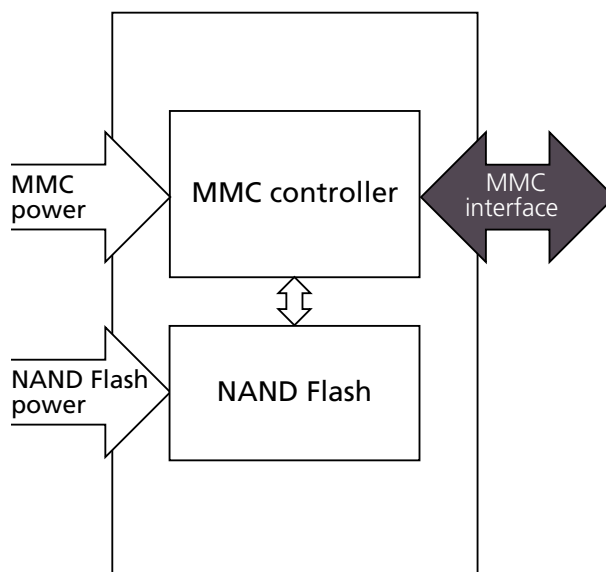 MMC
power
MMC controller
MMC
interface
NAND Flash
power
NAND Flash